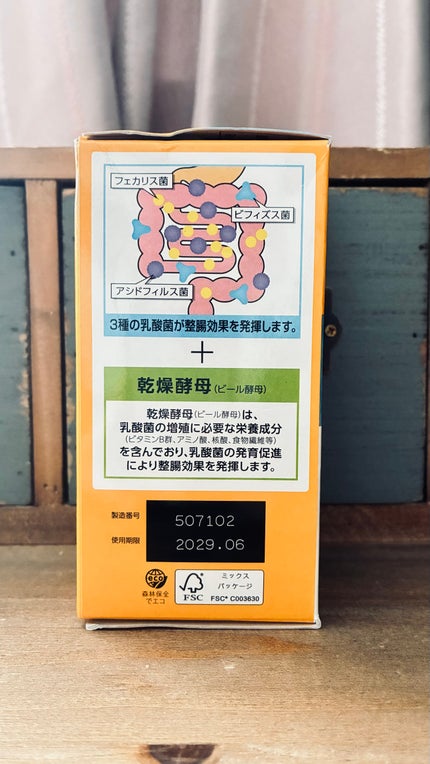 フェカリス菌
ビフィズス菌
アシドフィルス菌
3種の乳酸菌が整腸効果を発揮します。
+
乾燥酵母(ビール酵母)
乾燥酵母(ビール酵母)は、
乳酸菌の増殖に必要な栄養成分
(ビタミンB群、アミノ酸、核酸、食物繊維等)
を含んでおり、乳酸菌の発育促進
により整腸効果を発揮します。
製造番号 507102
使用期限 2029.06
eco
森林保全
でエコ
FSC
ミックス
パッケージ
FSC® C003630